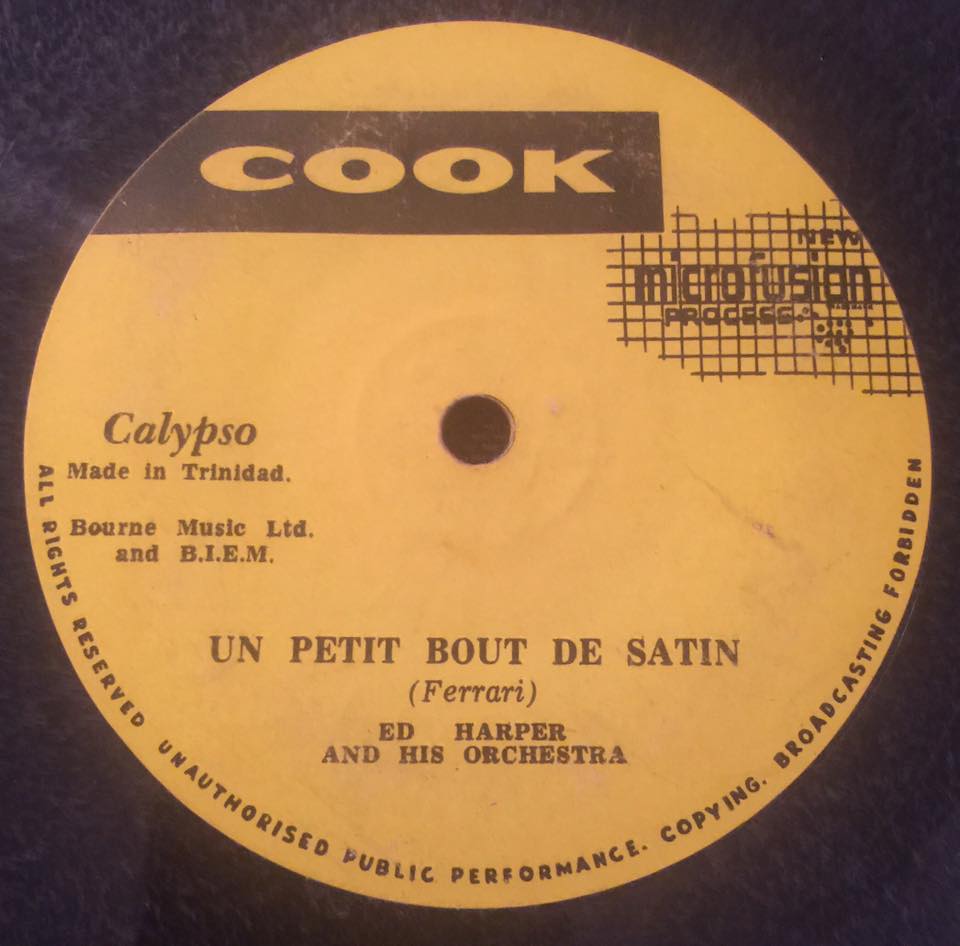 COOK
NEW
microfusion
PROCESS
Calypso
Made in Trinidad.
Bourne Music Ltd.
and B.I.E.M.
UN PETIT BOUT DE SATIN
(Ferrari)
ED HARPER
AND HIS ORCHESTRA
ALL RIGHTS RESERVED UNAUTHORISED PUBLIC PERFORMANCE. COPYING. BROADCASTING FORBIDDEN